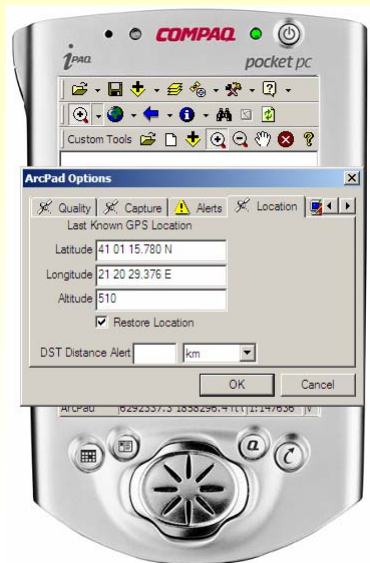 COMPAQ
iPAQ
pocket pc
Custom Tools
ArcPad Options
Quality Capture Alerts Location
Last Known GPS Location
Latitude 41 01 15.780 N
Longitude 21 20 29.376 E
Altitude 510
Restore Location
DST Distance Alert km
OK Cancel
ArcPad